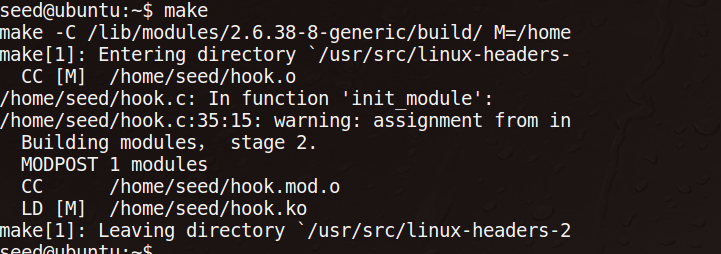 seed@ubuntu:~$ make
make -C /lib/modules/2.6.38-8-generic/build/ M=/home
make[1]: Entering directory `/usr/src/linux-headers-
  CC [M]  /home/seed/hook.o
/home/seed/hook.c: In function 'init_module':
/home/seed/hook.c:35:15: warning: assignment from in
  Building modules, stage 2.
  MODPOST 1 modules
  CC      /home/seed/hook.mod.o
  LD [M]  /home/seed/hook.ko
make[1]: Leaving directory `/usr/src/linux-headers-2
seed@ubuntu:~$